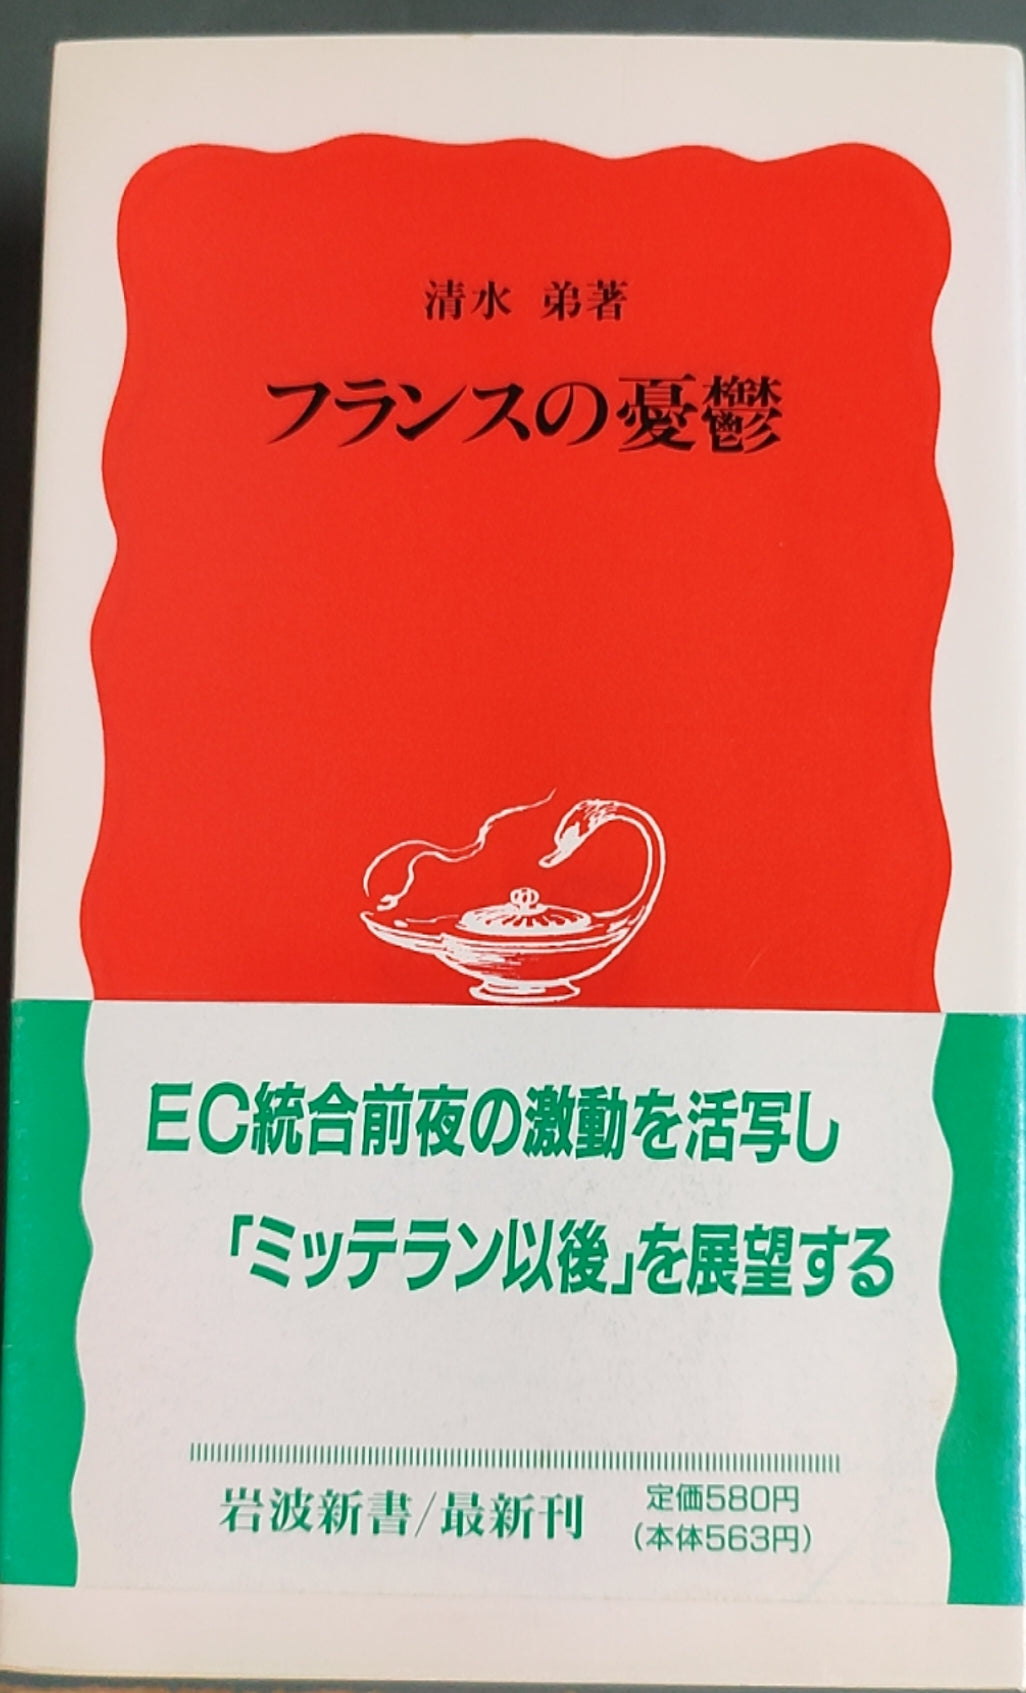 清水 弟著
フランスの憂鬱
EC統合前夜の激動を活写し
「ミッテラン以後」を展望する
岩波新書/最新刊
定価580円
(本体563円)